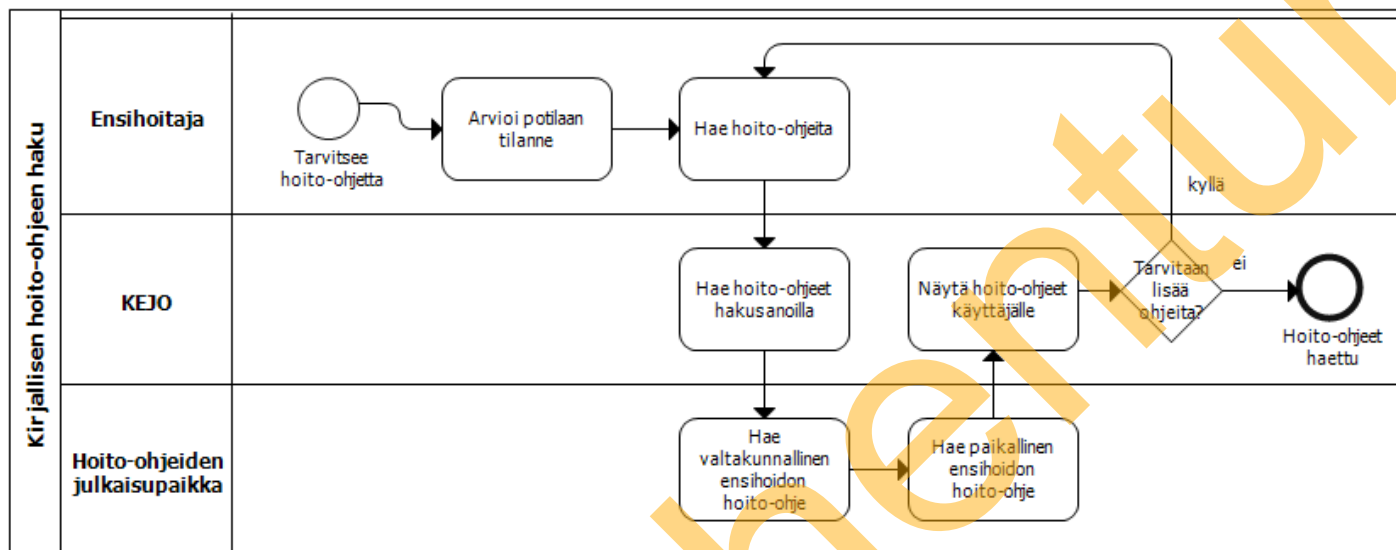 Kirjallisen hoito-ohjeen haku
Ensihoitaja
Tarvitsee
hoito-ohjetta
Arvioi potilaan
tilanne
Hae hoito-ohjeita
kyllä
KEJO
Hae hoito-ohjeet
hakusanoilla
Näytä hoito-ohjeet
käyttäjälle
Tarvitaan
lisää
ohjeita?
ei
Hoito-ohjeet
haettu
Hoito-ohjeiden
julkaisupaikka
Hae
valtakunnallinen
ensihoidon
hoito-ohje
Hae paikallinen
ensihoidon
hoito-ohje